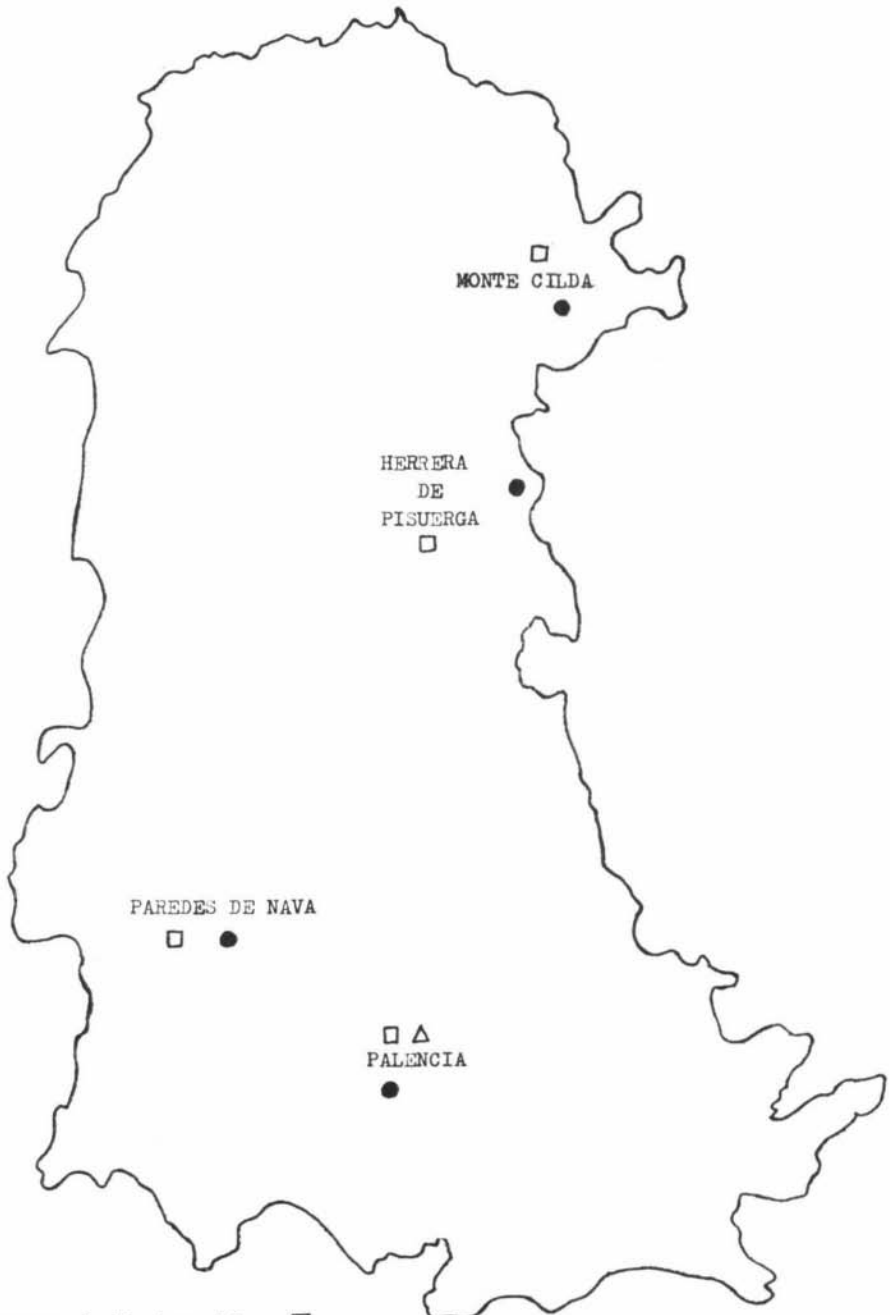 MONTE CILDA
HERRERA
DE
PISUERGA
PAREDES DE NAVA
PALENCIA